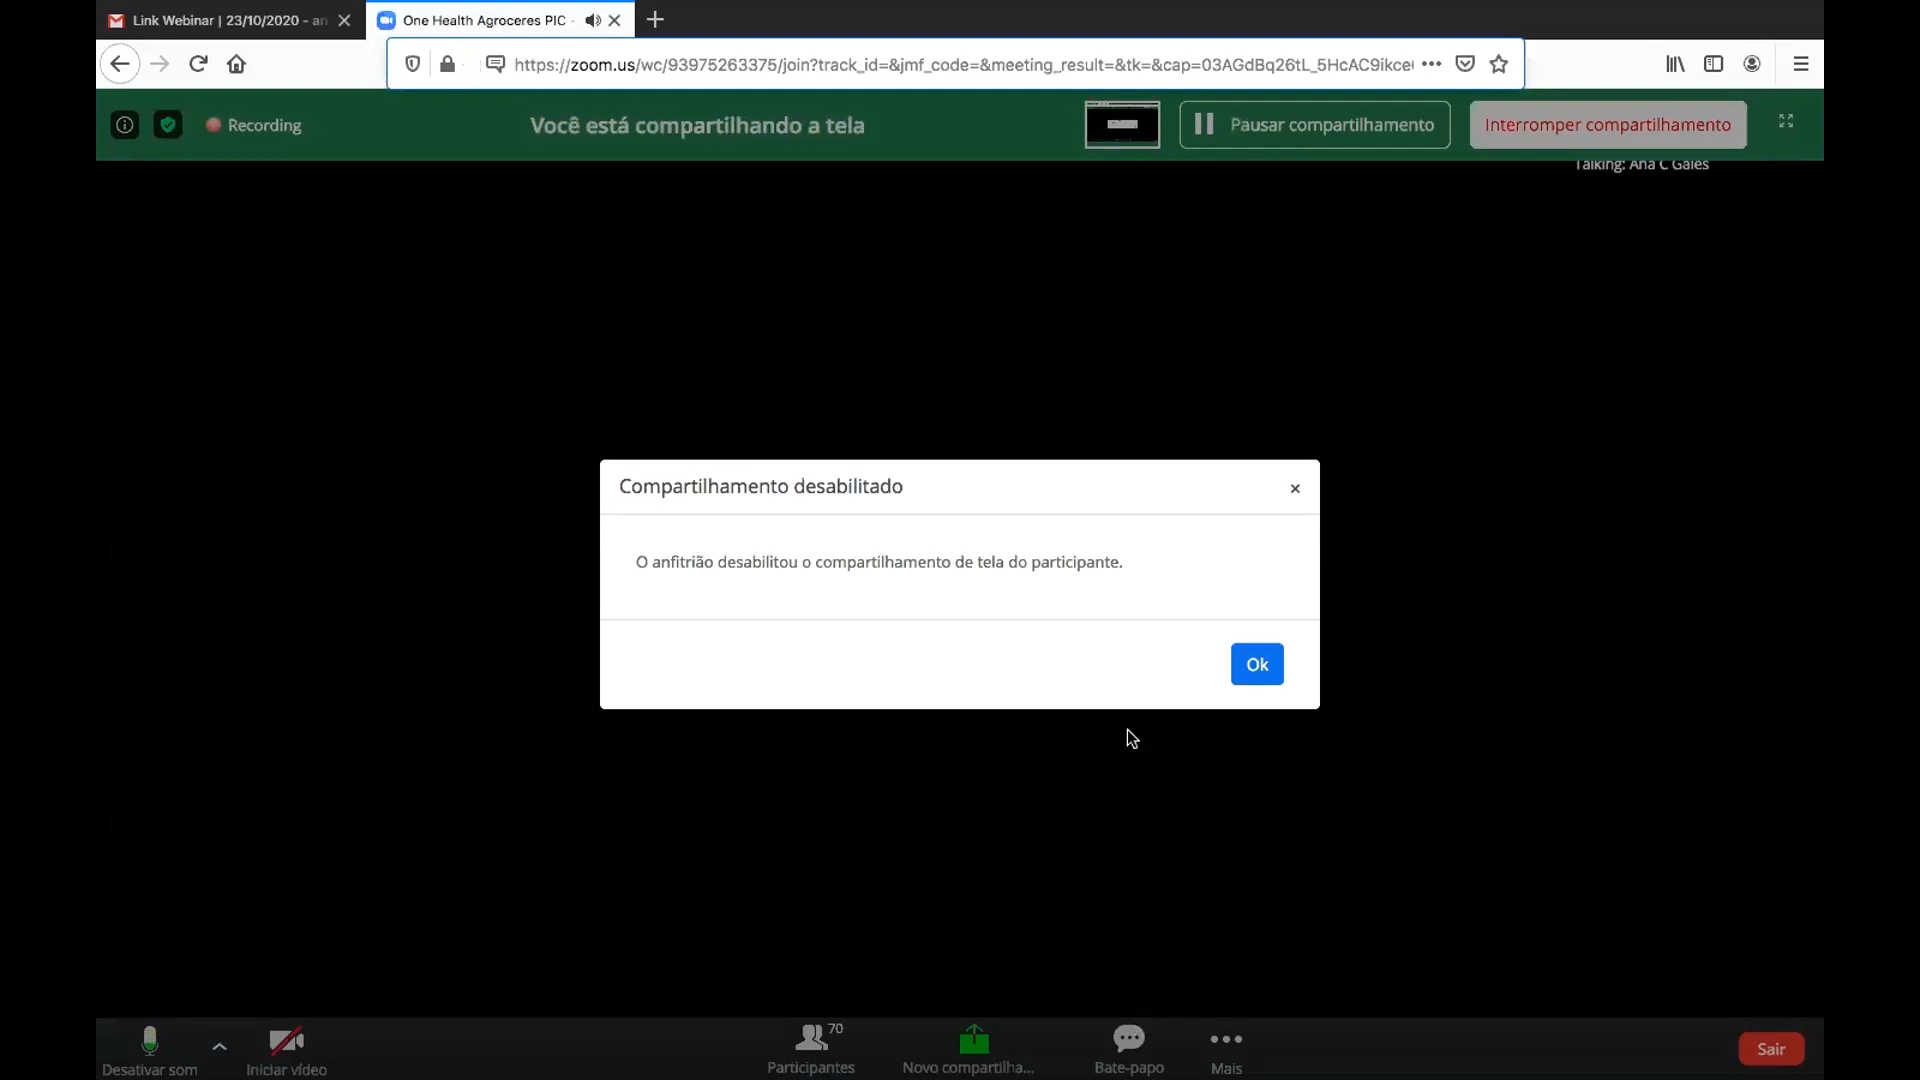 Link Webinar | 23/10/2020 - an
One Health Agroceres PIC -
https://zoom.us/wc/93975263375/join?track_id=&jmf_code=&meeting_result=&tk=&cap=03AGdBq26tL_5HcAC9ikce
Recording
Você está compartilhando a tela
Pausar compartilhamento
Interromper compartilhamento
Talking: Ana C Gales
Compartilhamento desabilitado
O anfitrião desabilitou o compartilhamento de tela do participante.
Ok
Desativar som
Iniciar vídeo
70
Participantes
Novo compartilha...
Bate-papo
Mais
Sair